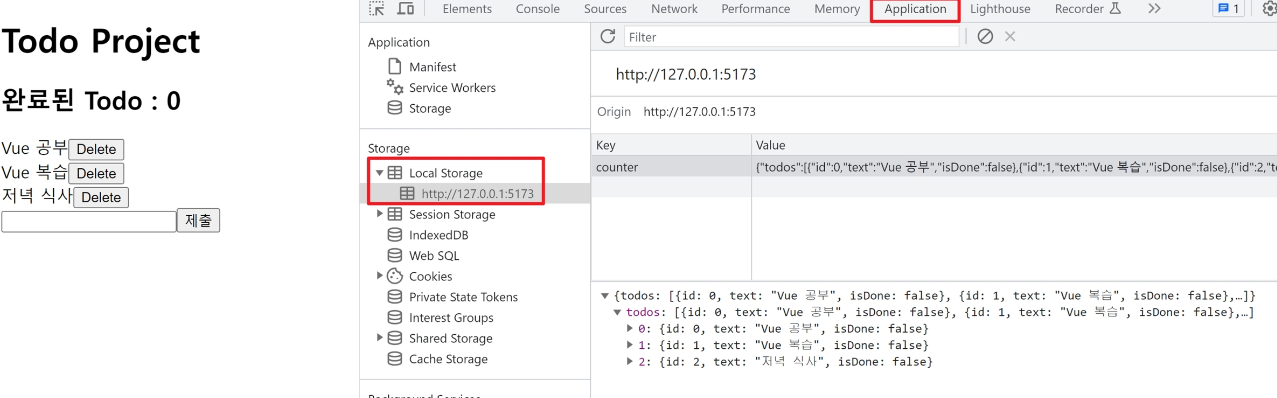 Todo Project
완료된 Todo : 0
Vue 공부 Delete
Vue 복습 Delete
저녁 식사 Delete
제출
Elements Console Sources Network Performance Memory Application Lighthouse Recorder 1
Application
Manifest
Service Workers
Storage
Storage
Local Storage
http://127.0.0.1:5173
Session Storage
IndexedDB
Web SQL
Cookies
Private State Tokens
Interest Groups
Shared Storage
Cache Storage
Background Services
Filter
http://127.0.0.1:5173
Origin http://127.0.0.1:5173
Key Value
counter {"todos":[{"id":0,"text":"Vue 공부","isDone":false},{"id":1,"text":"Vue 복습","isDone":false},{"id":2,"te
{todos: [{id: 0, text: "Vue 공부", isDone: false}, {id: 1, text: "Vue 복습", isDone: false},…]}
todos: [{id: 0, text: "Vue 공부", isDone: false}, {id: 1, text: "Vue 복습", isDone: false},…]
0: {id: 0, text: "Vue 공부", isDone: false}
1: {id: 1, text: "Vue 복습", isDone: false}
2: {id: 2, text: "저녁 식사", isDone: false}